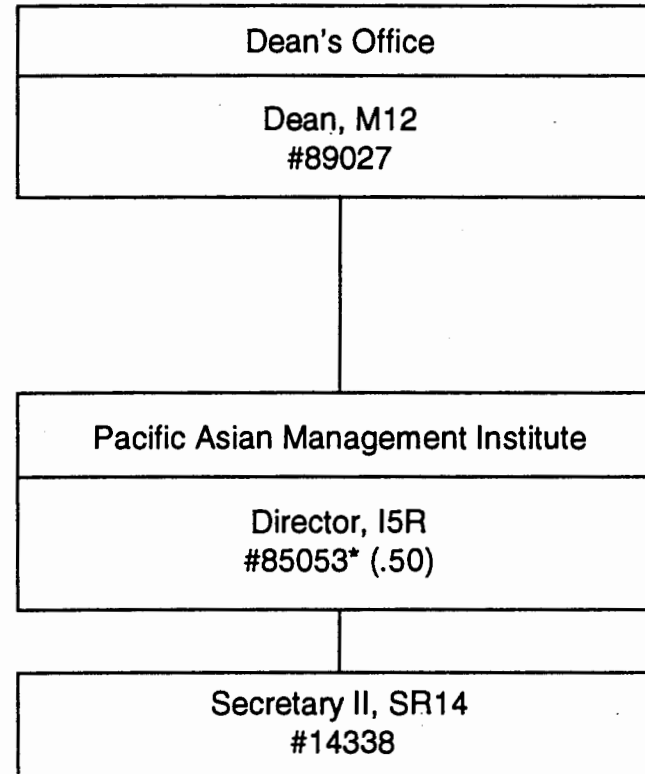 Dean's Office
Dean, M12
#89027
Pacific Asian Management Institute
Director, I5R
#85053* (.50)
Secretary II, SR14
#14338